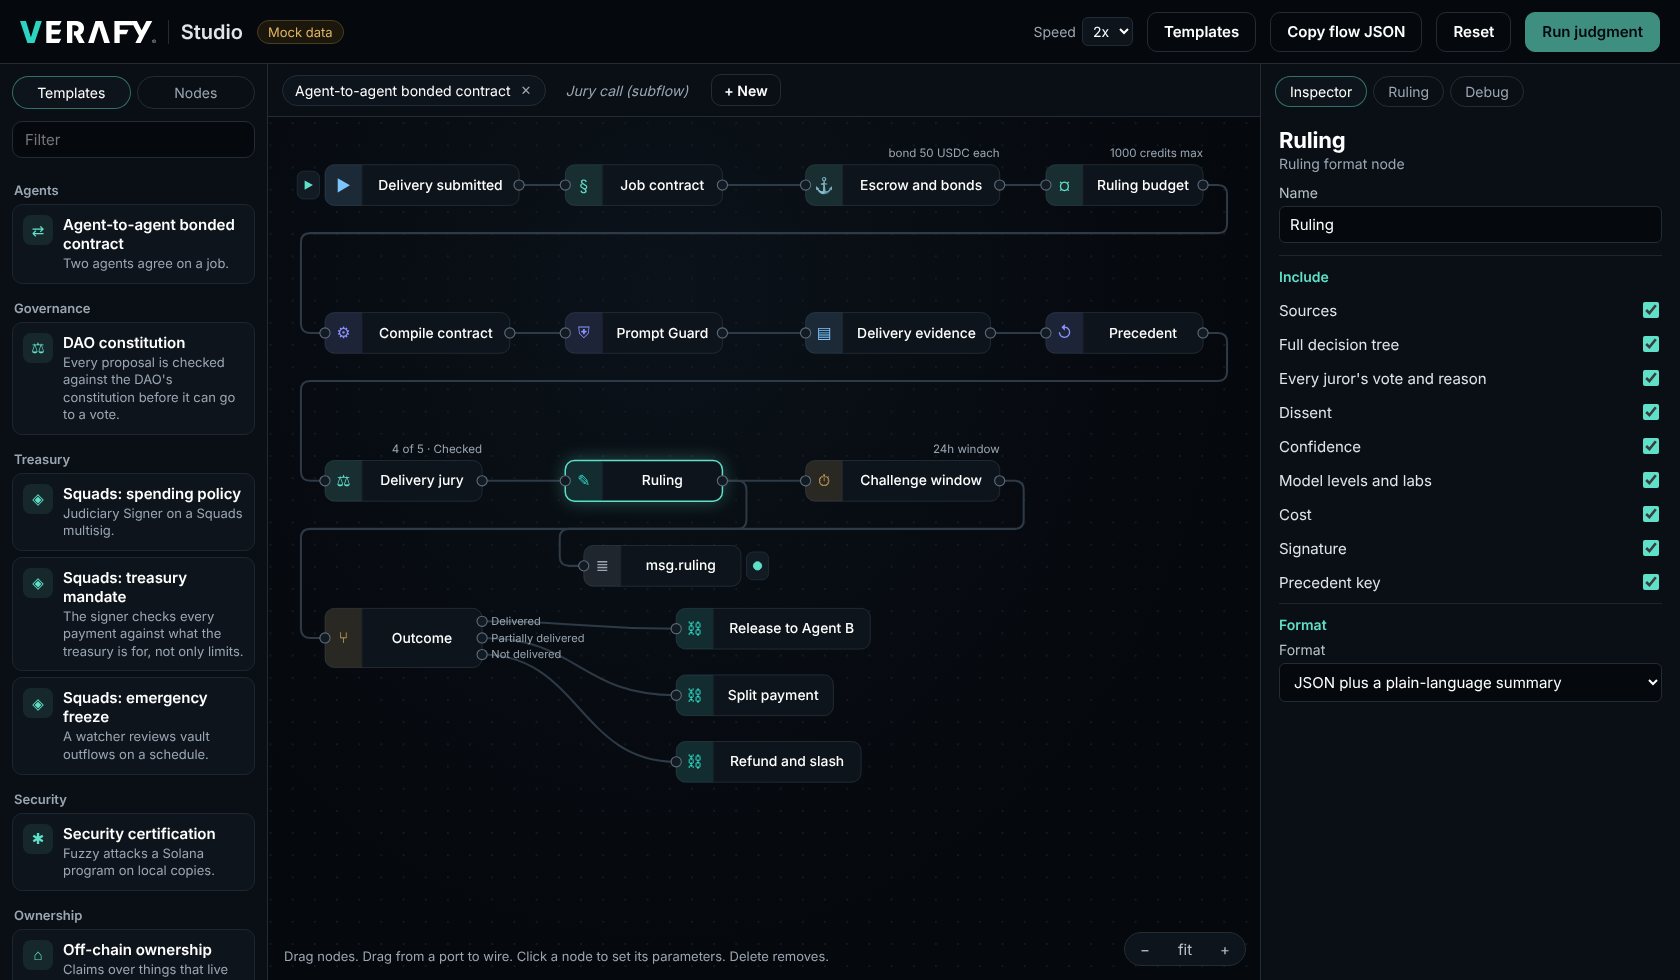 VERAFY. Studio Mock data
Speed 2x Templates Copy flow JSON Reset Run judgment
Templates Nodes
Filter
Agents
Agent-to-agent bonded
contract
Two agents agree on a job.
Governance
DAO constitution
Every proposal is checked
against the DAO's
constitution before it can go
to a vote.
Treasury
Squads: spending policy
Judiciary Signer on a Squads
multisig.
Squads: treasury
mandate
The signer checks every
payment against what the
treasury is for, not only limits.
Squads: emergency
freeze
A watcher reviews vault
outflows on a schedule.
Security
Security certification
Fuzzy attacks a Solana
program on local copies.
Ownership
Off-chain ownership
Claims over things that live
Agent-to-agent bonded contract × Jury call (subflow) + New
bond 50 USDC each 1000 credits max
Delivery submitted § Job contract Escrow and bonds Ruling budget
Compile contract Prompt Guard Delivery evidence Precedent
4 of 5 · Checked 24h window
Delivery jury Ruling Challenge window
msg.ruling
Outcome
Delivered
Partially delivered
Not delivered
Release to Agent B
Split payment
Refund and slash
Drag nodes. Drag from a port to wire. Click a node to set its parameters. Delete removes.
− fit +
Inspector Ruling Debug
Ruling
Ruling format node
Name
Ruling
Include
Sources
Full decision tree
Every juror's vote and reason
Dissent
Confidence
Model levels and labs
Cost
Signature
Precedent key
Format
Format
JSON plus a plain-language summary